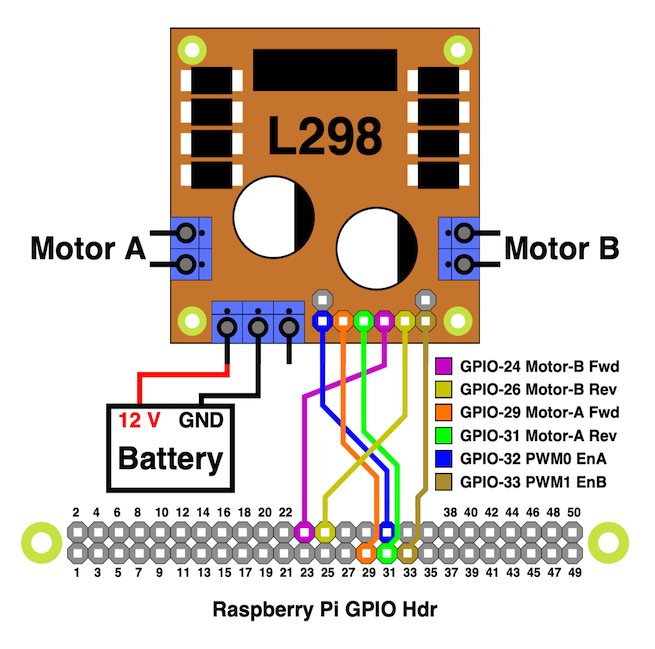 L298
Motor A
Motor B
GPIO-24 Motor-B Fwd
GPIO-26 Motor-B Rev
GPIO-29 Motor-A Fwd
GPIO-31 Motor-A Rev
GPIO-32 PWM0 EnA
GPIO-33 PWM1 EnB
12 V GND
Battery
2 4 6 8 10 12 14 16 18 20 22 38 40 42 44 46 48 50
1 3 5 7 9 11 13 15 17 19 21 23 25 27 29 31 33 35 37 39 41 43 45 47 49
Raspberry Pi GPIO Hdr